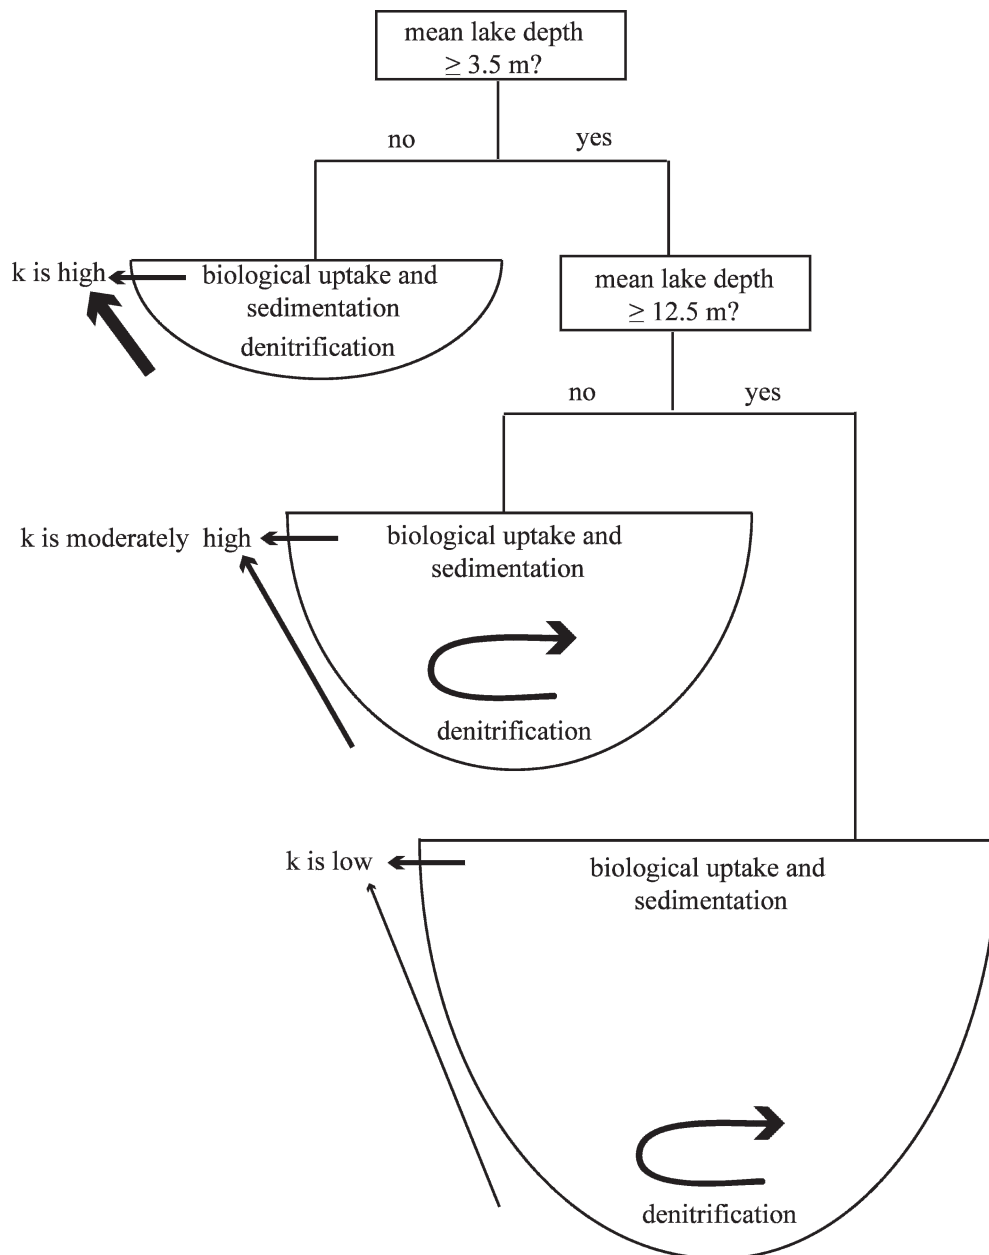 mean lake depth
≥ 3.5 m?
no
yes
k is high
biological uptake and
sedimentation
denitrification
mean lake depth
≥ 12.5 m?
no
yes
k is moderately high
biological uptake and
sedimentation
denitrification
k is low
biological uptake and
sedimentation
denitrification